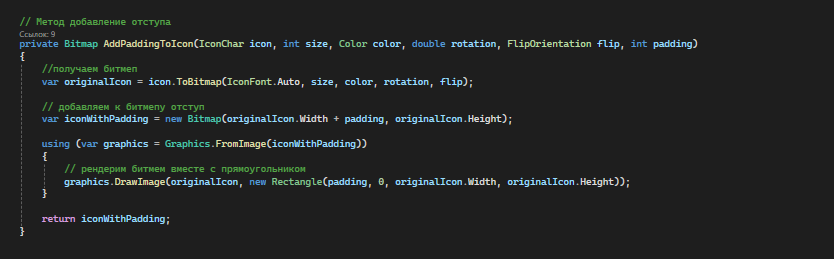 // Метод добавление отступа
Ссылок: 9
private Bitmap AddPaddingToIcon(IconChar icon, int size, Color color, double rotation, FlipOrientation flip, int padding)
{
//получаем битмеп
var originalIcon = icon.ToBitmap(IconFont.Auto, size, color, rotation, flip);
// добавляем к битмепу отступ
var iconWithPadding = new Bitmap(originalIcon.Width + padding, originalIcon.Height);
using (var graphics = Graphics.FromImage(iconWithPadding))
{
// рендерим битмем вместе с прямоугольником
graphics.DrawImage(originalIcon, new Rectangle(padding, 0, originalIcon.Width, originalIcon.Height));
}
return iconWithPadding;
}